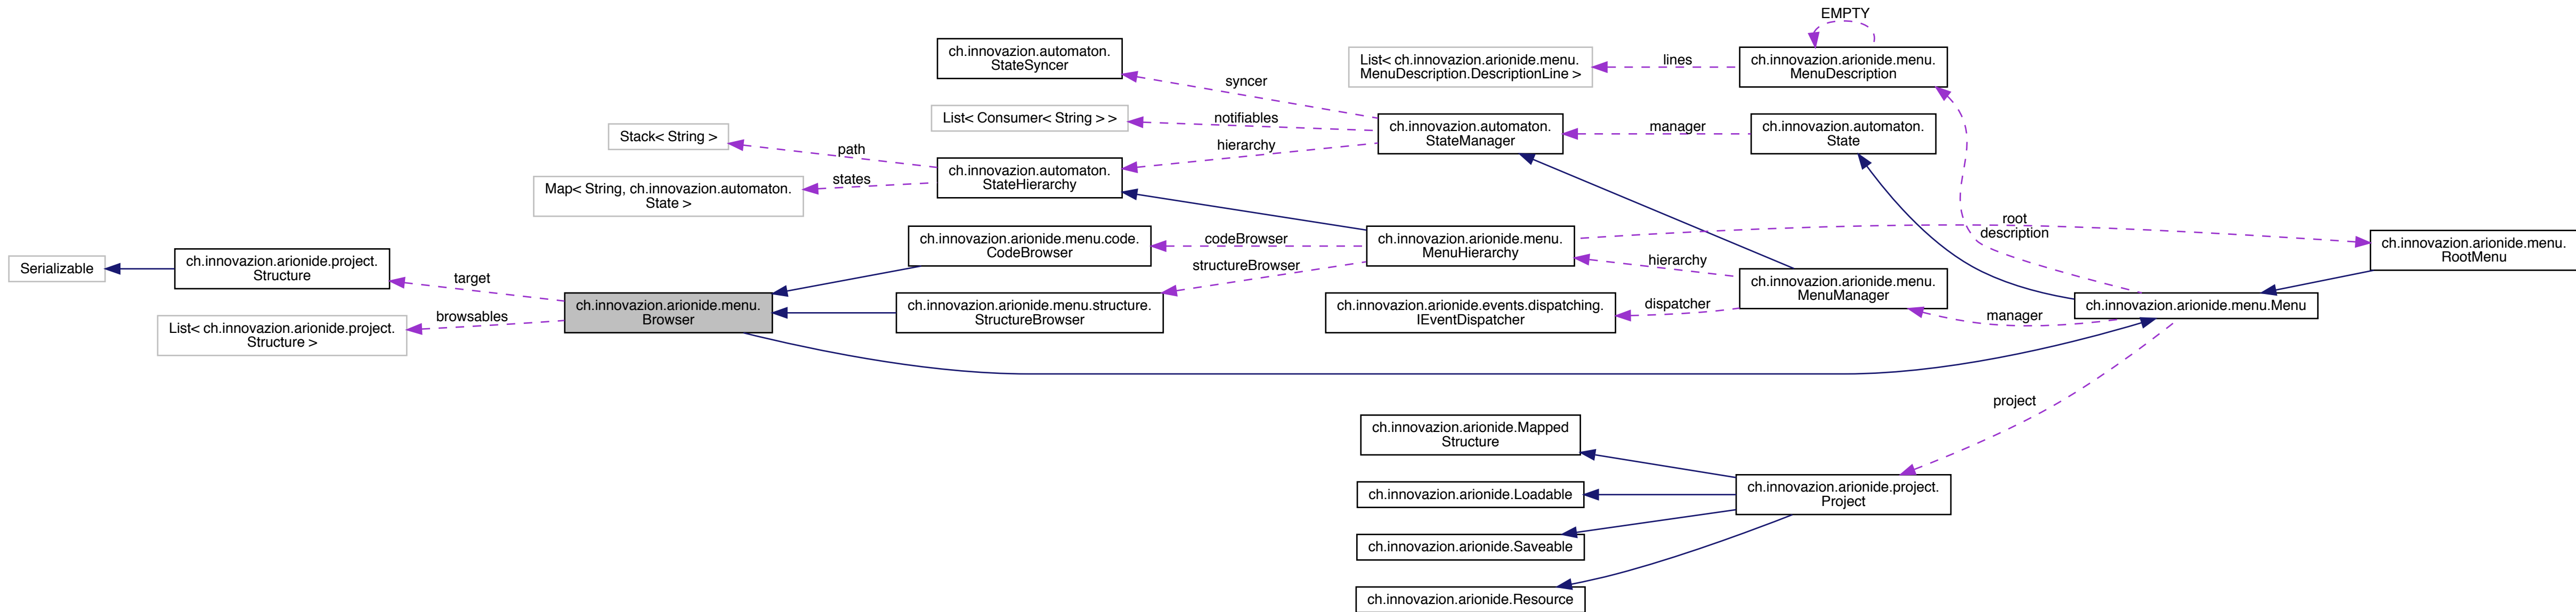 EMPTY
ch.innovazion.automaton.
StateSyncer
List< ch.innovazion.arionide.menu.
MenuDescription.DescriptionLine >
lines
ch.innovazion.arionide.menu.
MenuDescription
syncer
List< Consumer< String > >
notifiables
ch.innovazion.automaton.
StateManager
manager
ch.innovazion.automaton.
State
Stack< String >
path
hierarchy
ch.innovazion.automaton.
StateHierarchy
states
Map< String, ch.innovazion.automaton.
State >
root
description
ch.innovazion.arionide.menu.code.
CodeBrowser
codeBrowser
ch.innovazion.arionide.menu.
MenuHierarchy
ch.innovazion.arionide.menu.
RootMenu
Serializable
ch.innovazion.arionide.project.
Structure
target
structureBrowser
hierarchy
ch.innovazion.arionide.menu.
MenuManager
ch.innovazion.arionide.menu.
Browser
ch.innovazion.arionide.menu.structure.
StructureBrowser
ch.innovazion.arionide.events.dispatching.
IEventDispatcher
dispatcher
ch.innovazion.arionide.menu.Menu
manager
List< ch.innovazion.arionide.project.
Structure >
browsables
project
ch.innovazion.arionide.Mapped
Structure
ch.innovazion.arionide.Loadable
ch.innovazion.arionide.project.
Project
ch.innovazion.arionide.Saveable
ch.innovazion.arionide.Resource